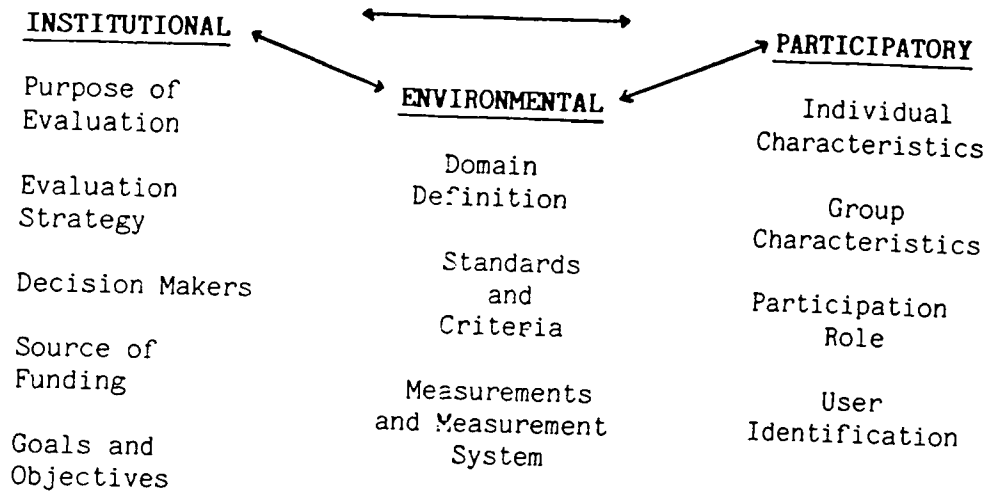 INSTITUTIONAL
Purpose of
Evaluation
Evaluation
Strategy
Decision Makers
Source of
Funding
Goals and
Objectives
ENVIRONMENTAL
Domain
Definition
Standards
and
Criteria
Measurements
and Measurement
System
PARTICIPATORY
Individual
Characteristics
Group
Characteristics
Participation
Role
User
Identification